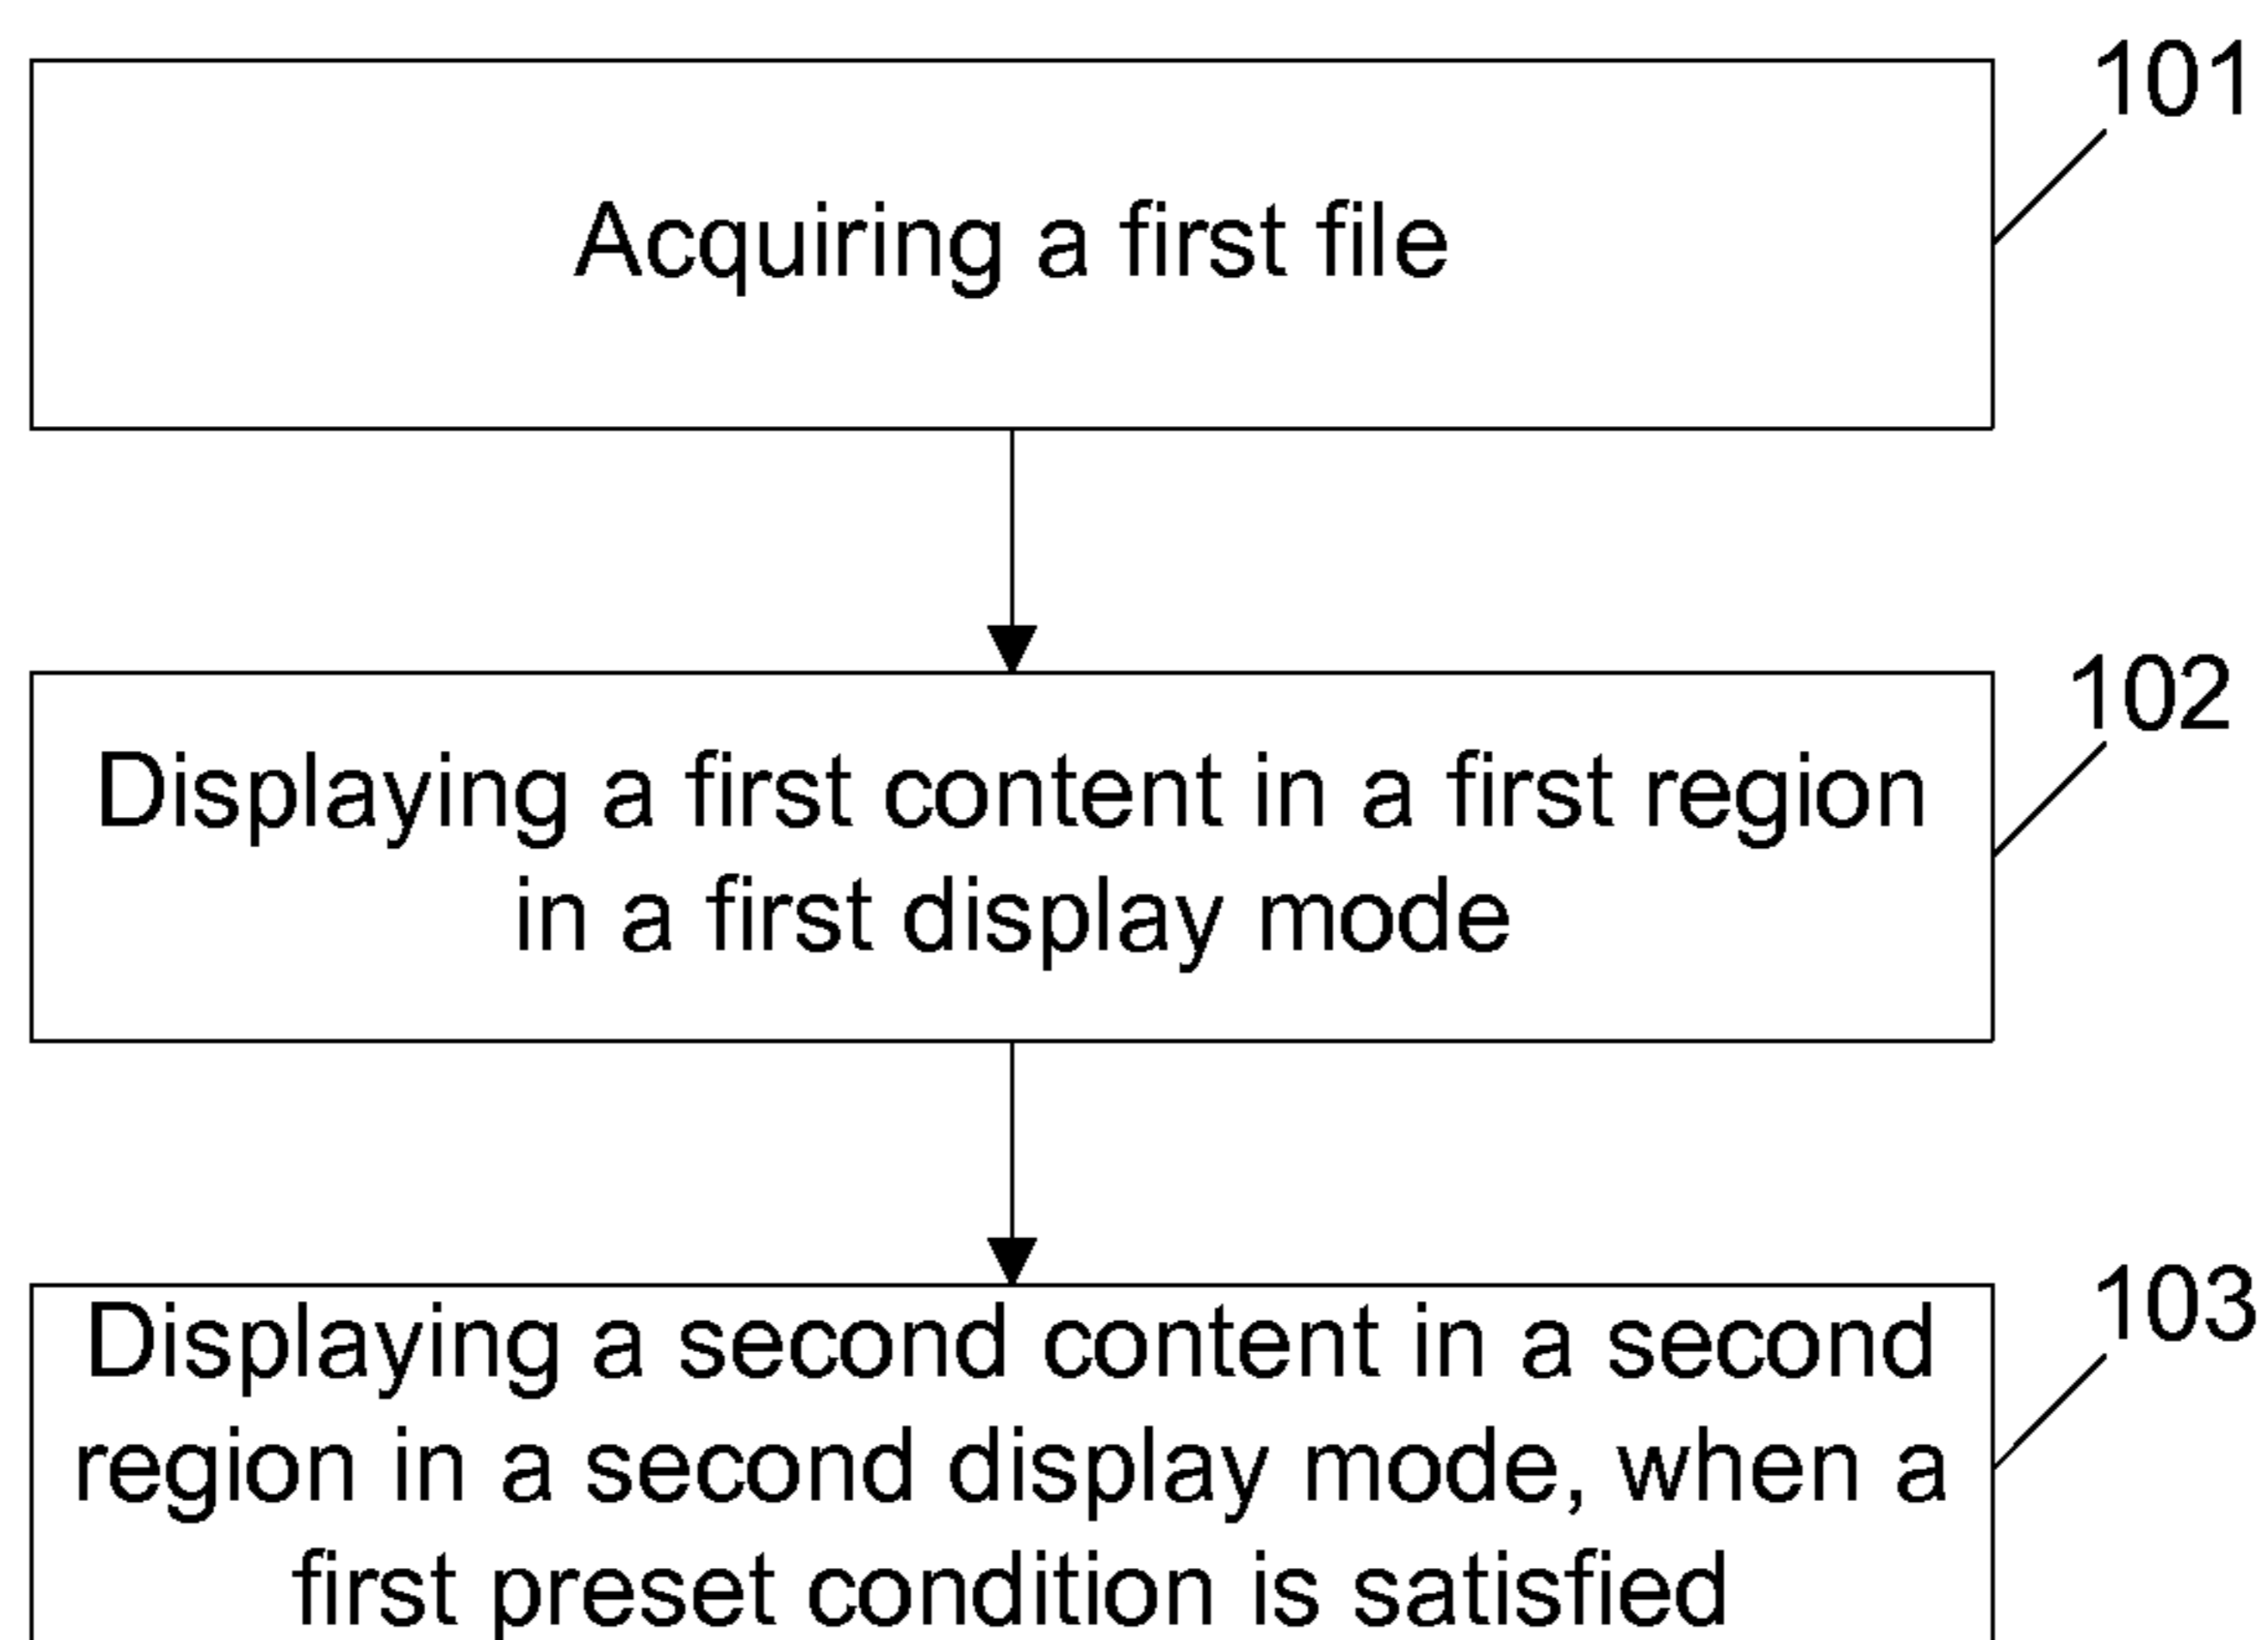 101
Acquiring a first file
102
Displaying a first content in a first region
in a first display mode
103
Displaying a second content in a second
region in a second display mode, when a
first preset condition is satisfied